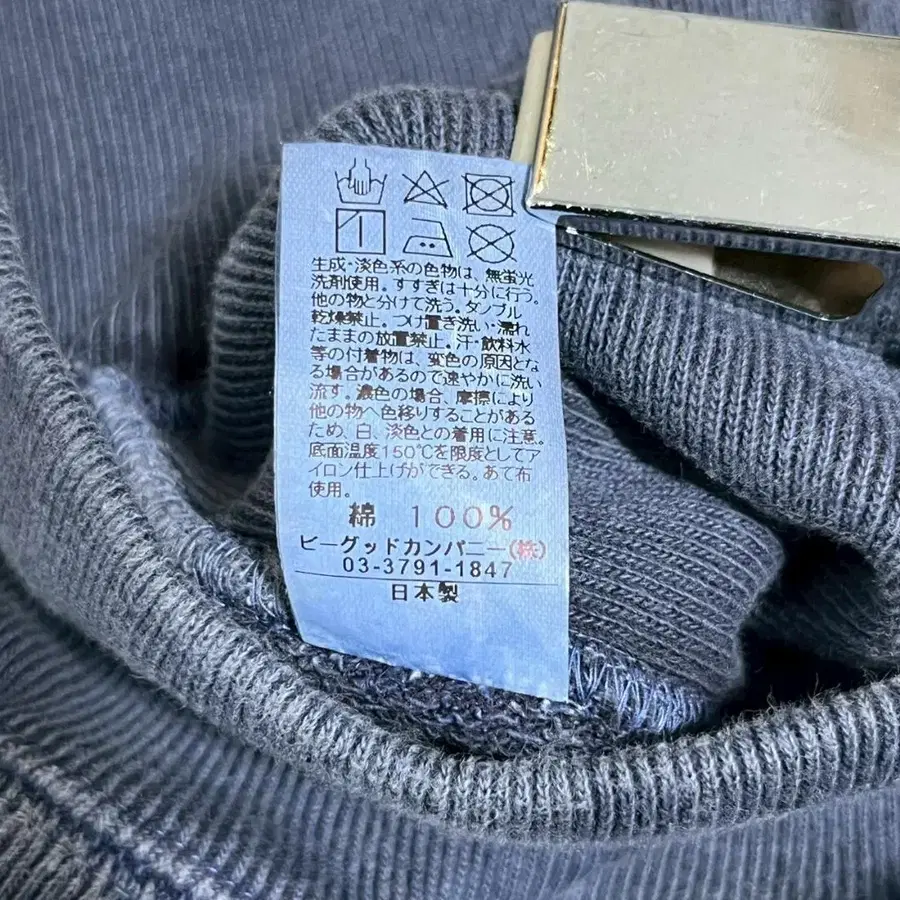 生成・淡色系の色物は、無蛍光
洗剤使用。すすぎは十分に行う。
他の物と分けて洗う。タンブル
乾燥禁止。つけ置き洗い・濡れ
たままの放置禁止。汗・飲料水
等の付着物は、変色の原因とな
る場合があるので速やかに洗い
流す。濃色の場合、摩擦により
他の物へ色移りすることがある
ため、白、淡色との着用に注意。
底面温度150℃を限度としてア
イロン仕上げができる。あて布
使用。
綿 100%
ビーグッドカンパニー(株)
03-3791-1847
日本製